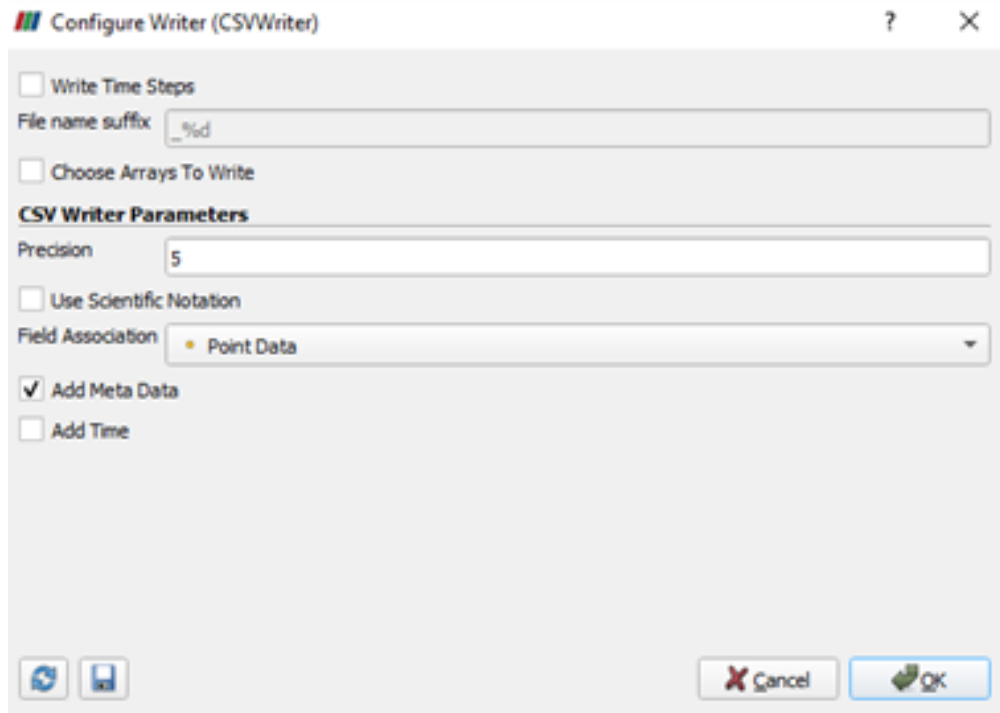 Configure Writer (CSVWriter) ?
Write Time Steps
File name suffix _%d
Choose Arrays To Write
CSV Writer Parameters
Precision 5
Use Scientific Notation
Field Association Point Data
Add Meta Data
Add Time
Cancel OK